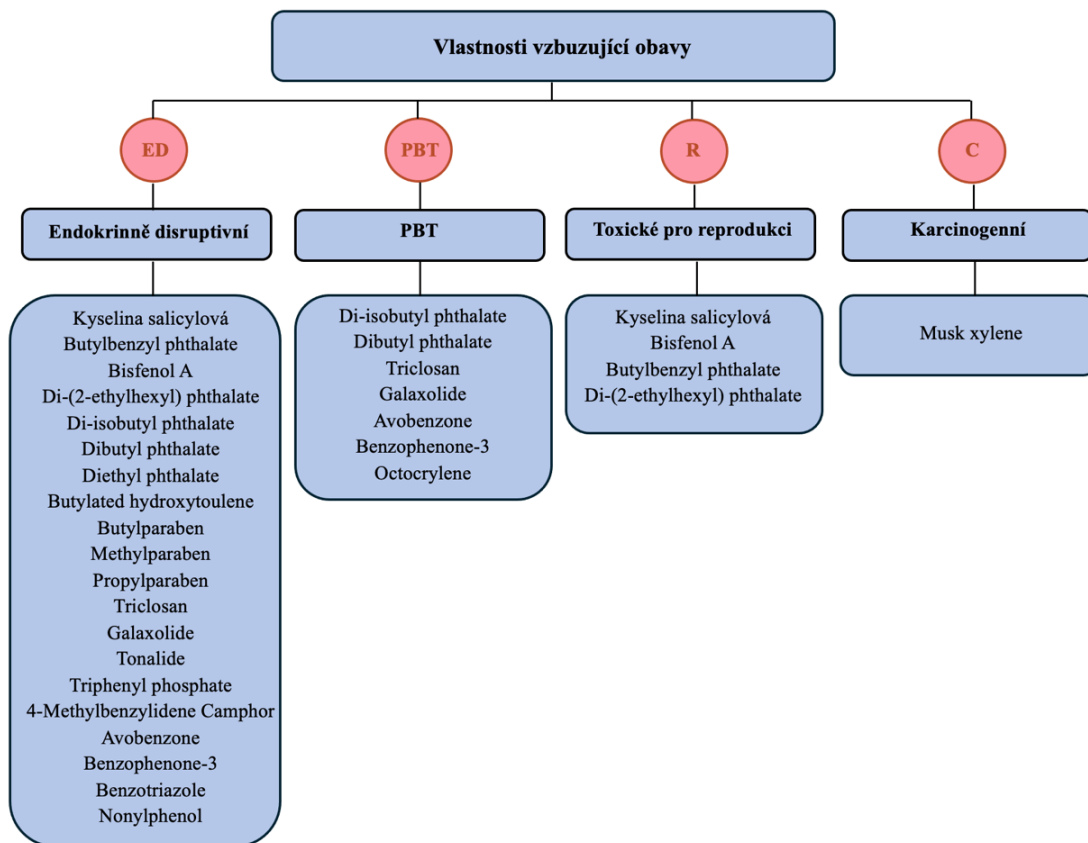 Vlastnosti vzbuzující obavy
ED
PBT
R
C
Endokrinně disruptivní
PBT
Toxické pro reprodukci
Karcinogenní
Kyselina salicylová
Butylbenzyl phthalate
Bisfenol A
Di-(2-ethylhexyl) phthalate
Di-isobutyl phthalate
Dibutyl phthalate
Diethyl phthalate
Butylated hydroxytoulene
Butylparaben
Methylparaben
Propylparaben
Triclosan
Galaxolide
Tonalide
Triphenyl phosphate
4-Methylbenzylidene Camphor
Avobenzone
Benzophenone-3
Benzotriazole
Nonylphenol
Di-isobutyl phthalate
Dibutyl phthalate
Triclosan
Galaxolide
Avobenzone
Benzophenone-3
Octocrylene
Kyselina salicylová
Bisfenol A
Butylbenzyl phthalate
Di-(2-ethylhexyl) phthalate
Musk xylene